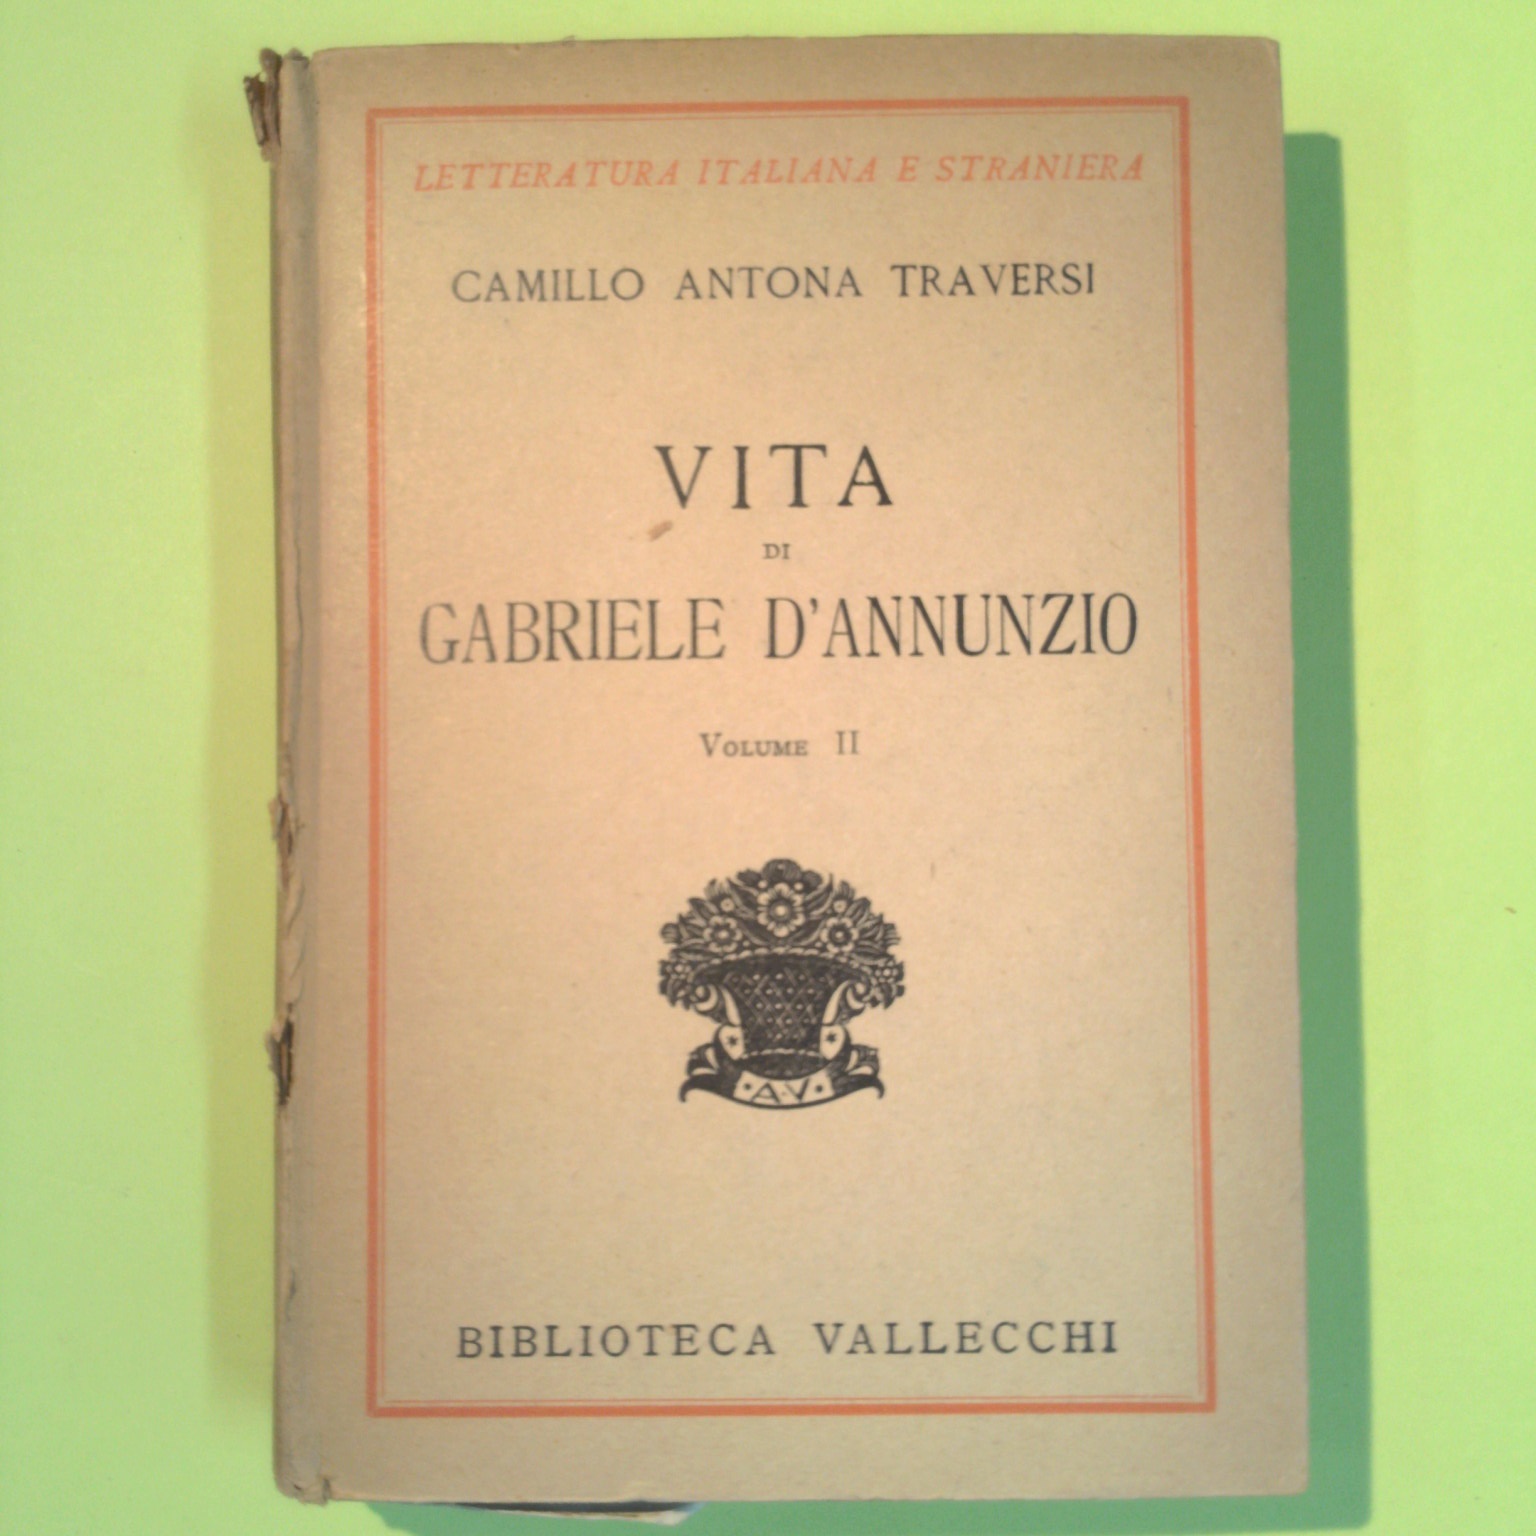 LETTERATURA ITALIANA E STRANIERA
CAMILLO ANTONA TRAVERSI
VITA
DI
GABRIELE D'ANNUNZIO
VOLUME II
·A·V·
BIBLIOTECA VALLECCHI